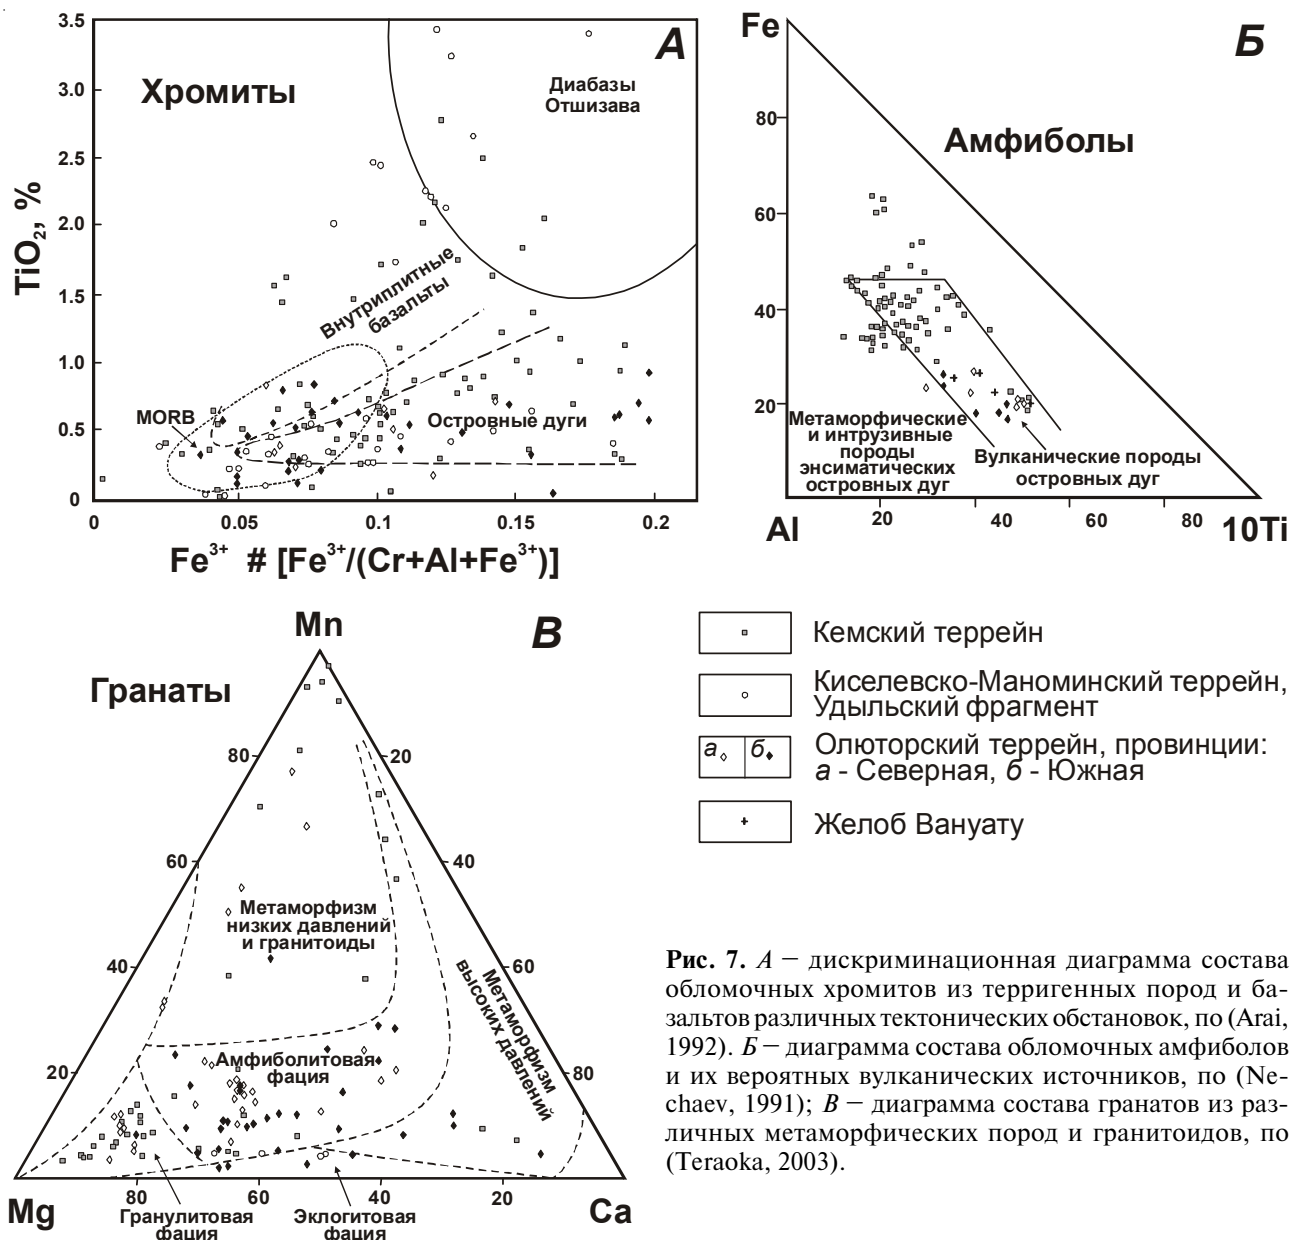 А
Хромиты
Диабазы
Отшизава
Внутриплитные
базальты
MORB
Островные дуги
3.5
3.0
2.5
2.0
1.5
1.0
0.5
0
TiO2, %
0
0.05
0.1
0.15
0.2
Fe3+ # [Fe3+/(Cr+Al+Fe3+)]
Б
Fe
Амфиболы
80
60
40
20
Метаморфические
и интрузивные
породы
энсиматических
островных дуг
Вулканические породы
островных дуг
Al
20
40
60
80
10Ti
В
Mn
Гранаты
80
20
60
40
Метаморфизм
низких давлений
и гранитоиды
40
60
Метаморфизм
высоких давлений
Амфиболитовая
фация
20
80
Mg
80
60
40
20
Ca
Гранулитовая
фация
Эклогитовая
фация
Кемский террейн
Киселевско-Маноминский террейн,
Удыльский фрагмент
а б
Олюторский террейн, провинции:
а - Северная, б - Южная
Желоб Вануату
Рис. 7. А − дискриминационная диаграмма состава
обломочных хромитов из терригенных пород и ба-
зальтов различных тектонических обстановок, по (Arai,
1992). Б − диаграмма состава обломочных амфиболов
и их вероятных вулканических источников, по (Ne-
chaev, 1991); В − диаграмма состава гранатов из раз-
личных метаморфических пород и гранитоидов, по
(Teraoka, 2003).